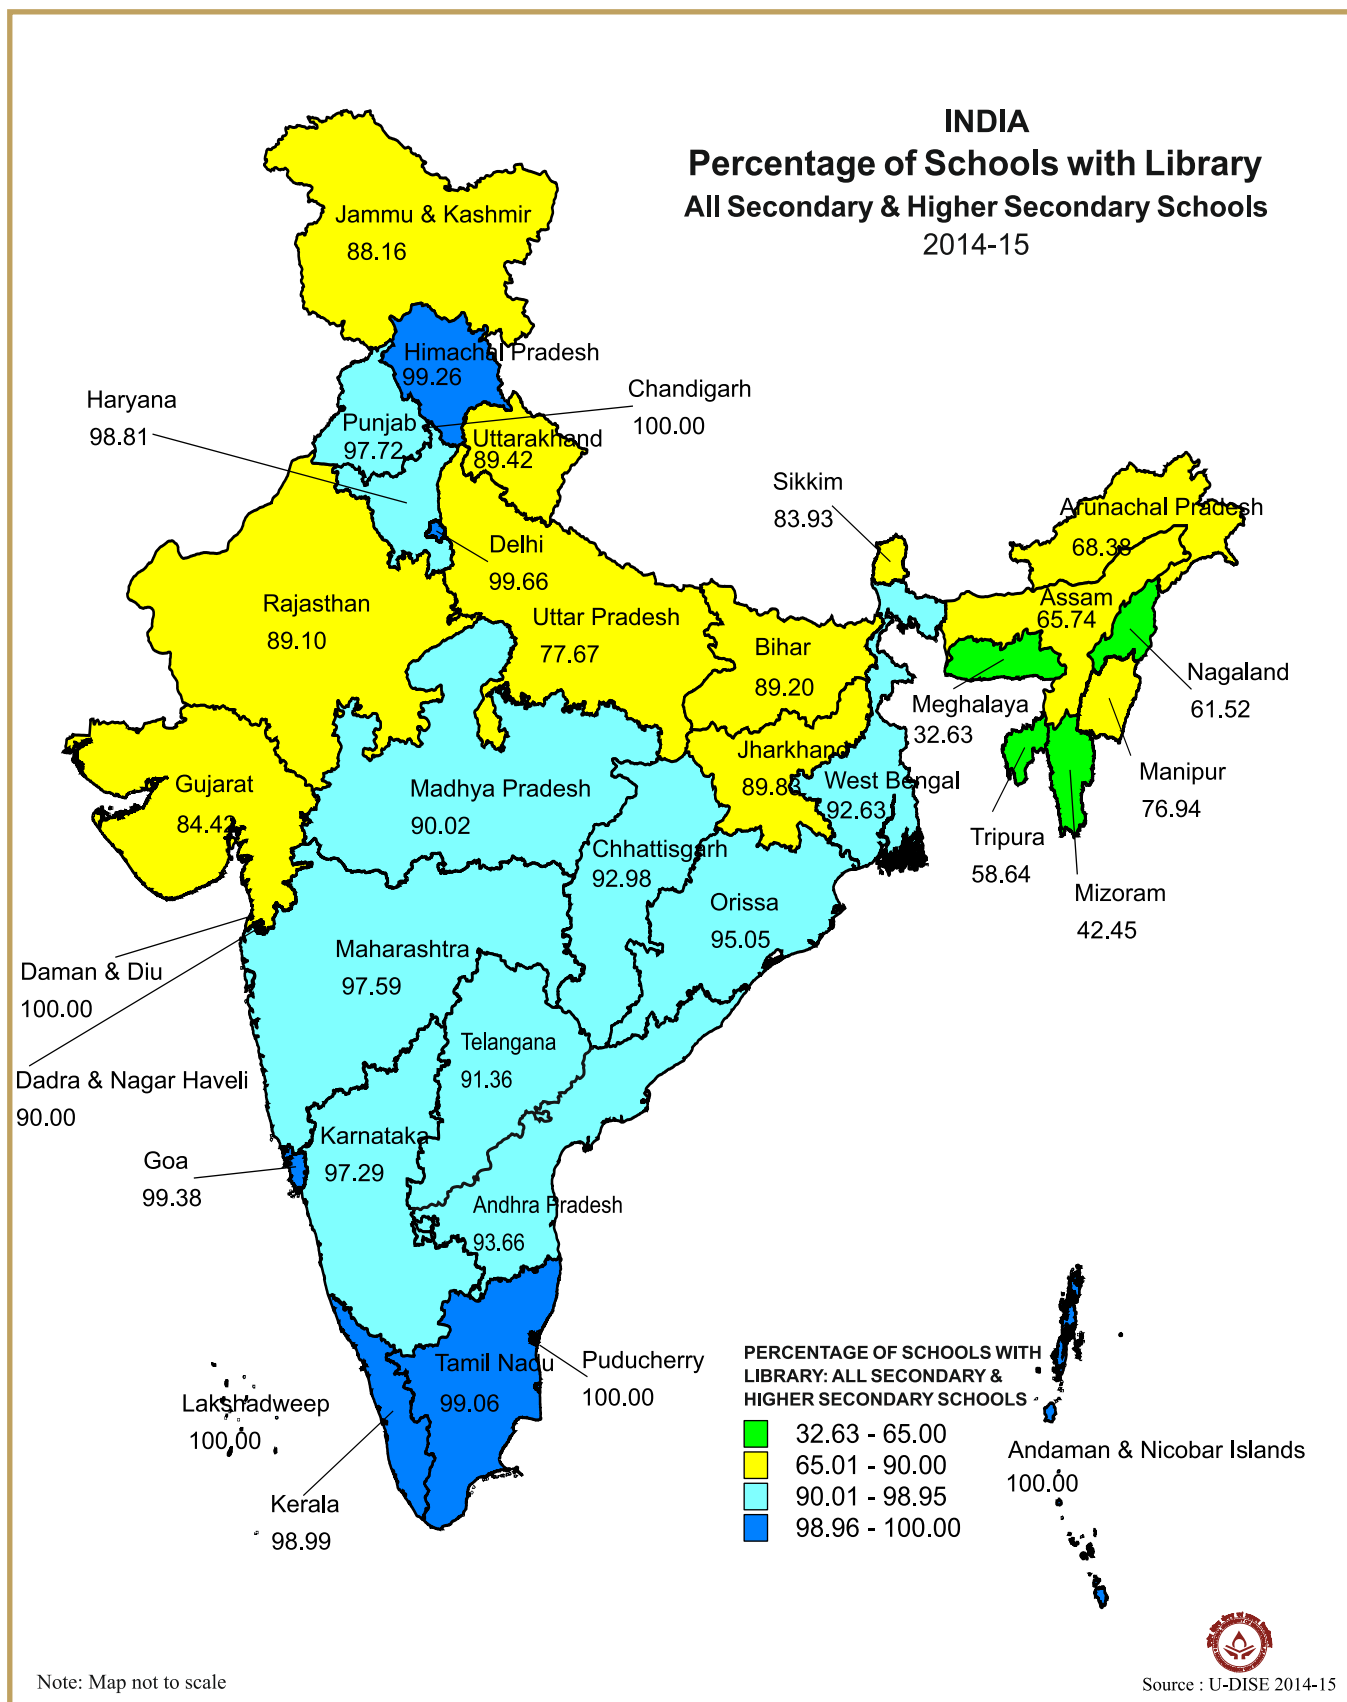 INDIA
Percentage of Schools with Library
All Secondary & Higher Secondary Schools
2014-15
Jammu & Kashmir
88.16
Himachal Pradesh
99.26
Chandigarh
100.00
Haryana
98.81
Punjab
97.72
Uttarakhand
89.42
Sikkim
83.93
Arunachal Pradesh
68.38
Delhi
99.66
Rajasthan
89.10
Uttar Pradesh
77.67
Bihar
89.20
Assam
65.74
Nagaland
61.52
Meghalaya
32.63
Manipur
76.94
Tripura
58.64
Mizoram
42.45
Gujarat
84.42
Madhya Pradesh
90.02
Jharkhand
89.83
West Bengal
92.63
Chhattisgarh
92.98
Orissa
95.05
Maharashtra
97.59
Daman & Diu
100.00
Dadra & Nagar Haveli
90.00
Telangana
91.36
Karnataka
97.29
Goa
99.38
Andhra Pradesh
93.66
Tamil Nadu
99.06
Puducherry
100.00
Lakshadweep
100.00
Kerala
98.99
Andaman & Nicobar Islands
100.00
PERCENTAGE OF SCHOOLS WITH
LIBRARY: ALL SECONDARY &
HIGHER SECONDARY SCHOOLS
32.63 - 65.00
65.01 - 90.00
90.01 - 98.95
98.96 - 100.00
Note: Map not to scale
Source : U-DISE 2014-15